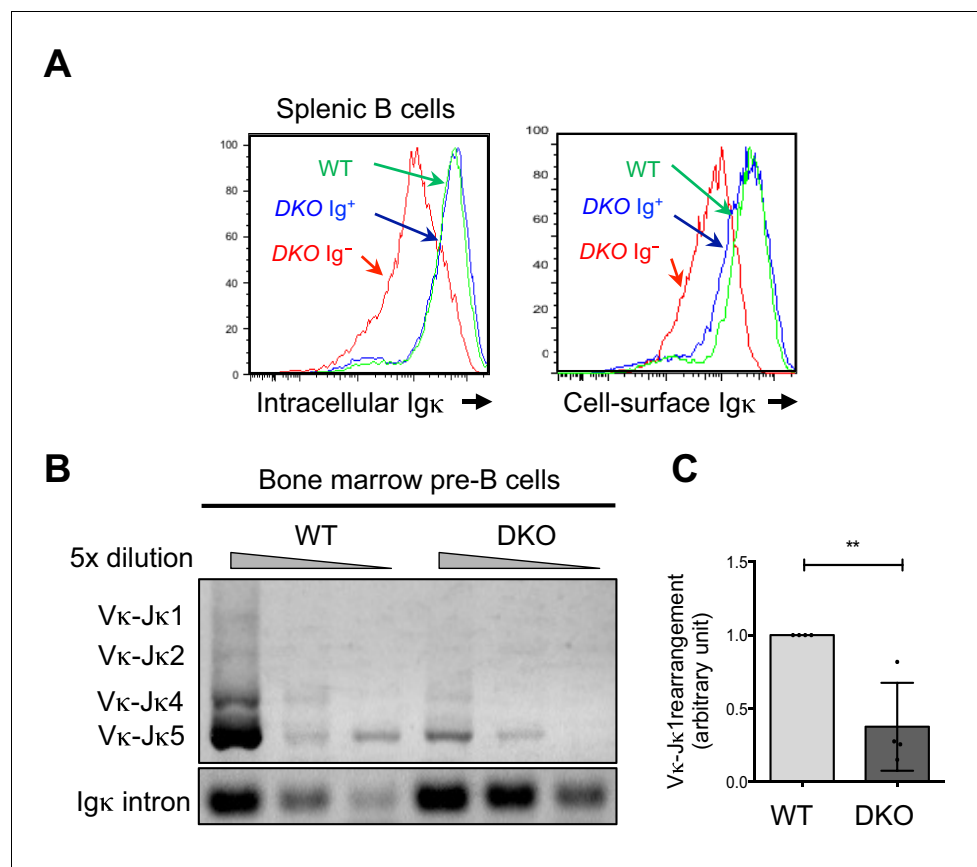 A
Splenic B cells
100
80
60
40
20
0
WT
DKO Ig⁺
DKO Ig⁻
Intracellular Igκ
100
80
60
40
20
0
WT
DKO Ig⁺
DKO Ig⁻
Cell-surface Igκ
B
Bone marrow pre-B cells
WT DKO
5x dilution
Vκ-Jκ1
Vκ-Jκ2
Vκ-Jκ4
Vκ-Jκ5
Igκ intron
C
**
Vκ-Jκ1rearrangement
(arbitrary unit)
1.5
1.0
0.5
0.0
WT DKO